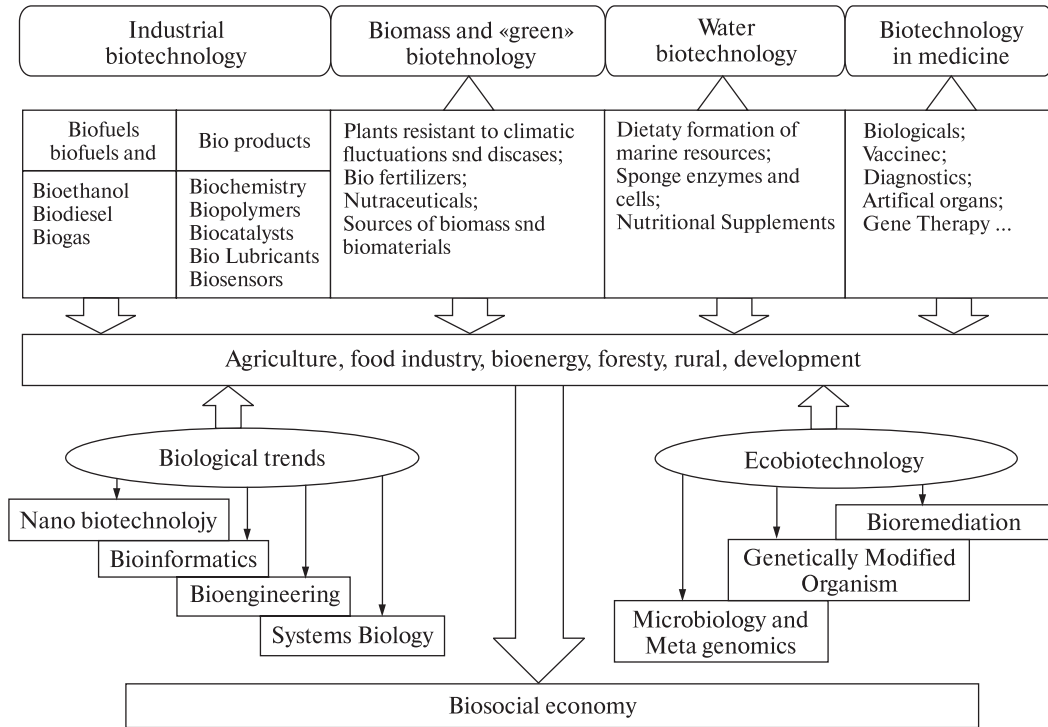 Industrial
biotechnology
Biomass and «green»
biotehnology
Water
biotechnology
Biotechnology
in medicine
Biofuels
biofuels and
Bio products
Bioethanol
Biodiesel
Biogas
Biochemistry
Biopolymers
Biocatalysts
Bio Lubricants
Biosensors
Plants resistant to climatic
fluctuations snd diseases;
Bio fertilizers;
Nutraceuticals;
Sources of biomass snd
biomaterials
Dietaty formation of
marine resources;
Sponge enzymes and
cells;
Nutritional Supplements
Biologicals;
Vaccinec;
Diagnostics;
Artifical organs;
Gene Therapy ...
Agriculture, food industry, bioenergy, foresty, rural, development
Biological trends
Nano biotechnolojy
Bioinformatics
Bioengineering
Systems Biology
Ecobiotechnology
Bioremediation
Genetically Modified
Organism
Microbiology and
Meta genomics
Biosocial economy